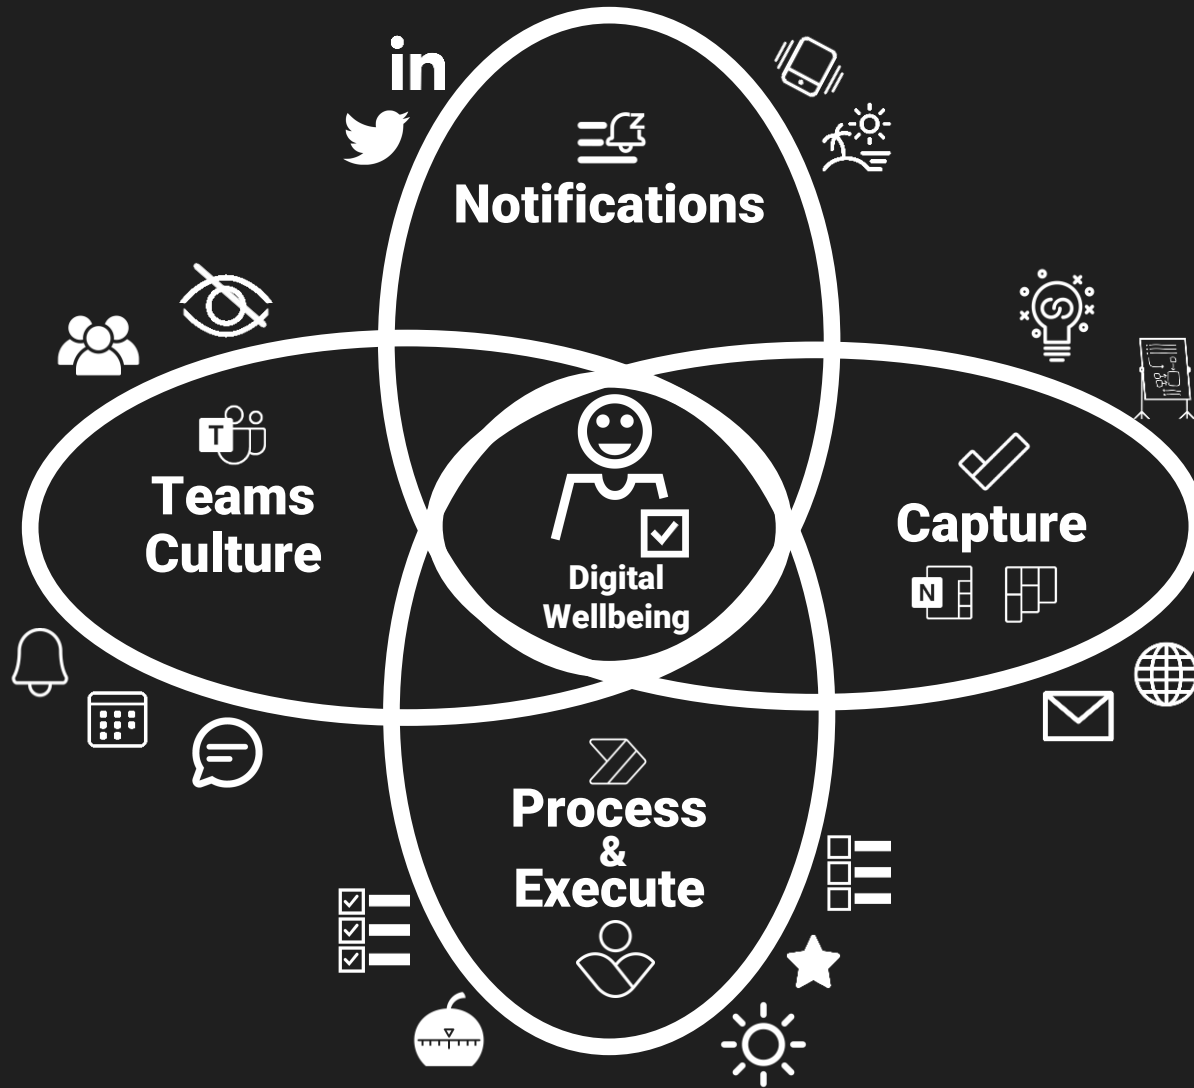 in
Z
Notifications
T
Teams
Culture
Digital
Wellbeing
Capture
N
Process
&
Execute